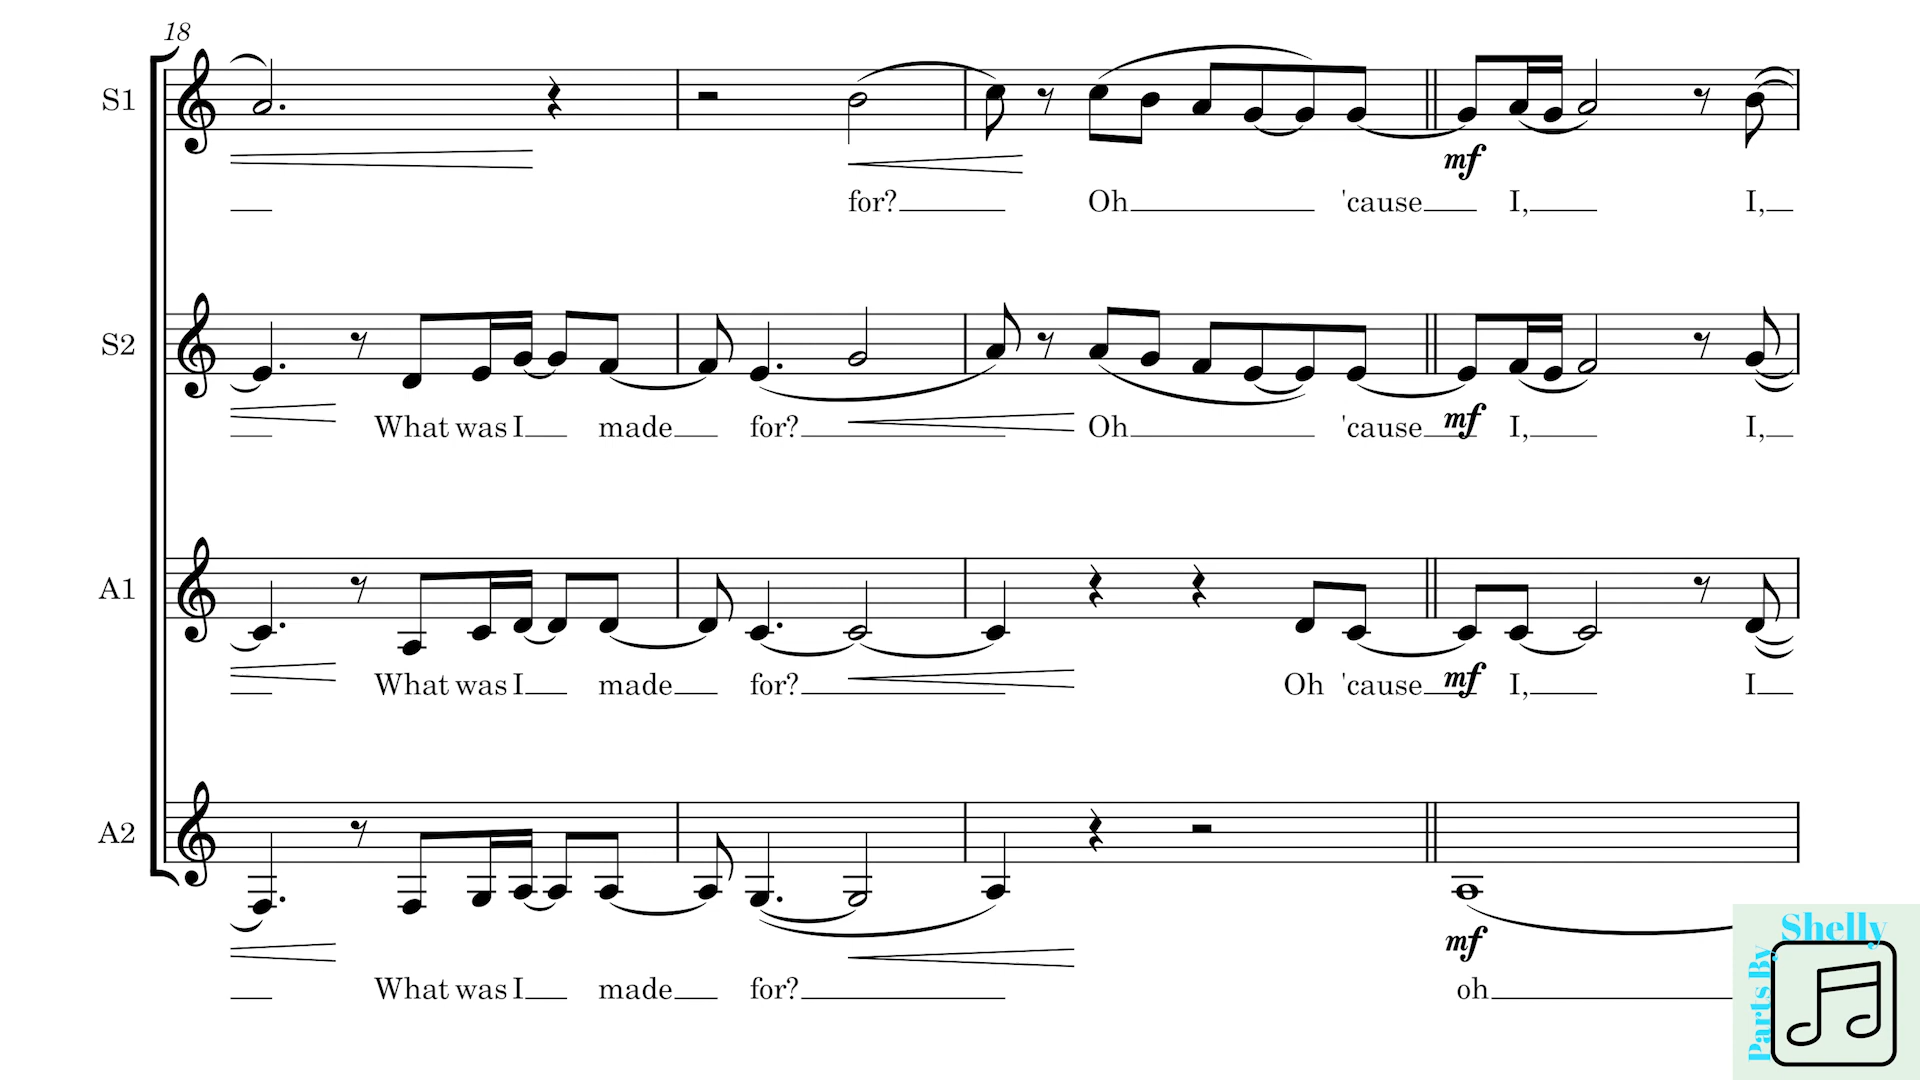 18
S1
mf
for? Oh 'cause I, I,
S2
mf
What was I made for? Oh 'cause I, I,
A1
mf
What was I made for? Oh 'cause I, I
A2
mf
What was I made for? oh
Shelly
Parts By